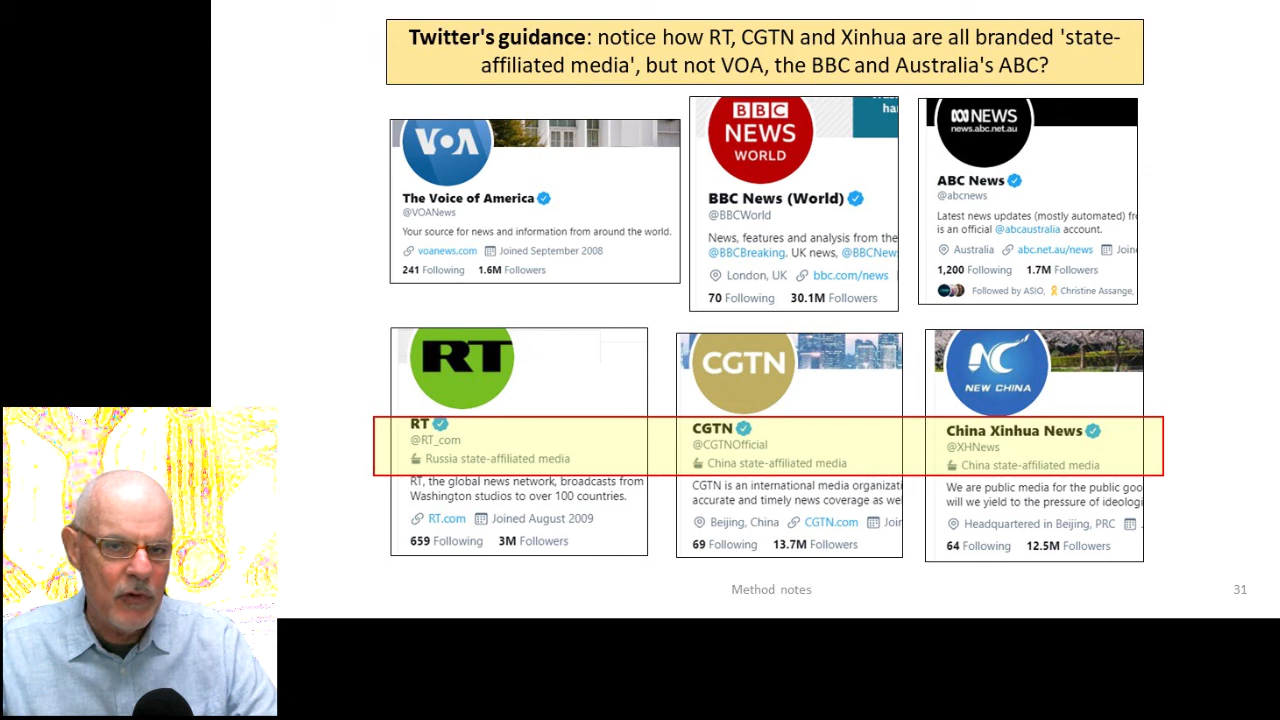 Twitter's guidance: notice how RT, CGTN and Xinhua are all branded 'state-
affiliated media', but not VOA, the BBC and Australia's ABC?
VOA
The Voice of America
@VOANews
Your source for news and information from around the world.
voanews.com Joined September 2008
241 Following 1.6M Followers
ha
BBC
NEWS
WORLD
BBC News (World)
@BBCWorld
News, features and analysis from the
@BBCBreaking. UK news, @BBCNews
London, UK bbc.com/news
70 Following 30.1M Followers
NEWS
news.abc.net.au
ABC News
@abcnews
Latest news updates (mostly automated) fr
is an official @abcaustralia account.
Australia abc.net.au/news Join
1,200 Following 1.7M Followers
Followed by ASIO, Christine Assange,
RT
RT
@RT_com
Russia state-affiliated media
RT, the global news network, broadcasts from
Washington studios to over 100 countries.
RT.com Joined August 2009
659 Following 3M Followers
CGTN
CGTN
@CGTNOfficial
China state-affiliated media
CGTN is an international media organizati
accurate and timely news coverage as we
Beijing, China CGTN.com Joi
69 Following 13.7M Followers
NC
NEW CHINA
China Xinhua News
@XHNews
China state-affiliated media
We are public media for the public goo
will we yield to the pressure of ideologi
Headquartered in Beijing, PRC
64 Following 12.5M Followers
Method notes
31